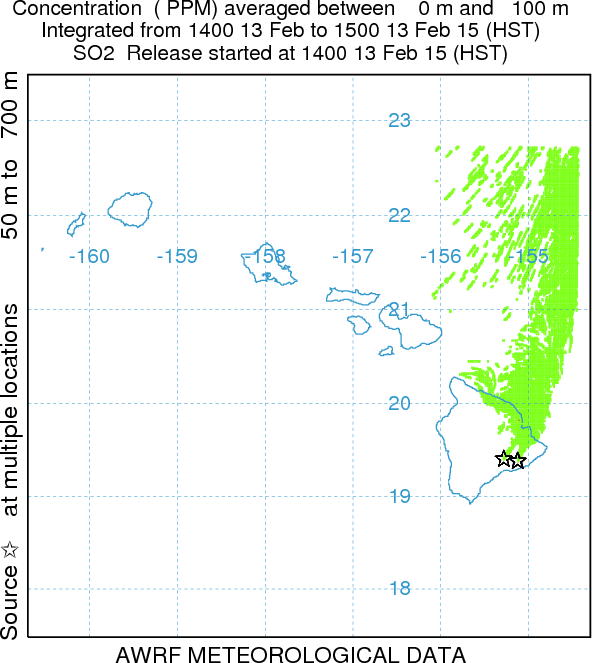 Concentration ( PPM) averaged between 0 m and 100 m
Integrated from 1400 13 Feb to 1500 13 Feb 15 (HST)
SO2 Release started at 1400 13 Feb 15 (HST)
Source ☆ at multiple locations 50 m to 700 m
23
22
-160 -159 -158 -157 -156 -155
21
20
19
18
AWRF METEOROLOGICAL DATA